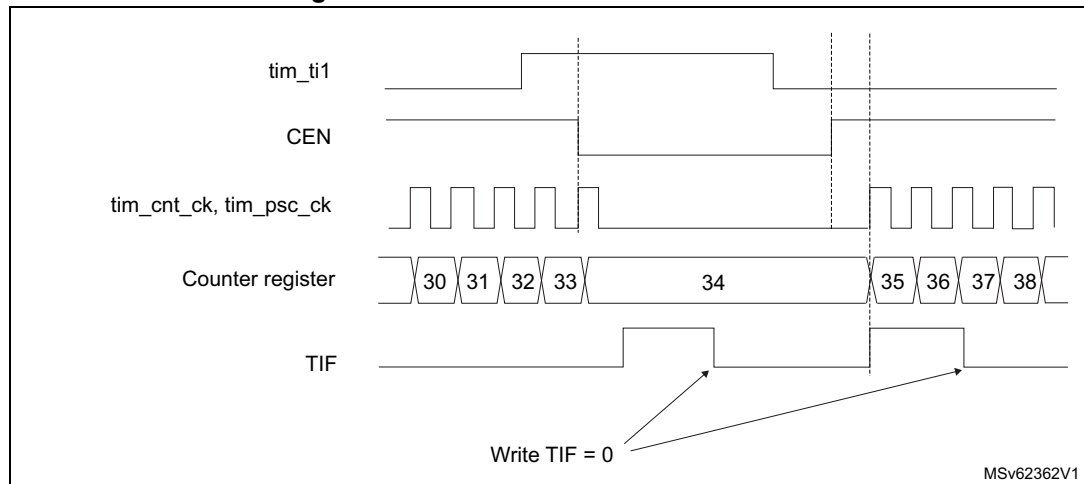 tim_ti1
CEN
tim_cnt_ck, tim_psc_ck
Counter register 30 31 32 33 34 35 36 37 38
TIF
Write TIF = 0
MSv62362V1